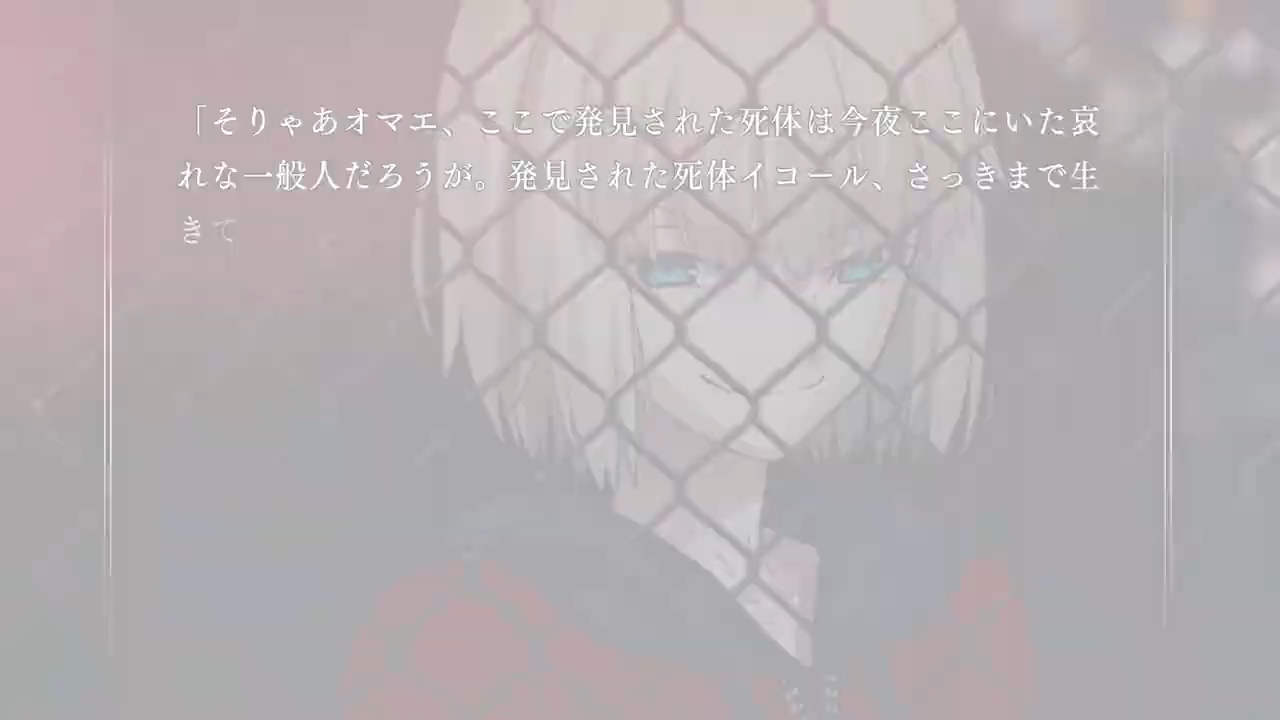 「そりゃあオマエ、ここで発見された死体は今夜ここにいた哀
れな一般人だろうが。発見された死体イコール、さっきまで生
きて